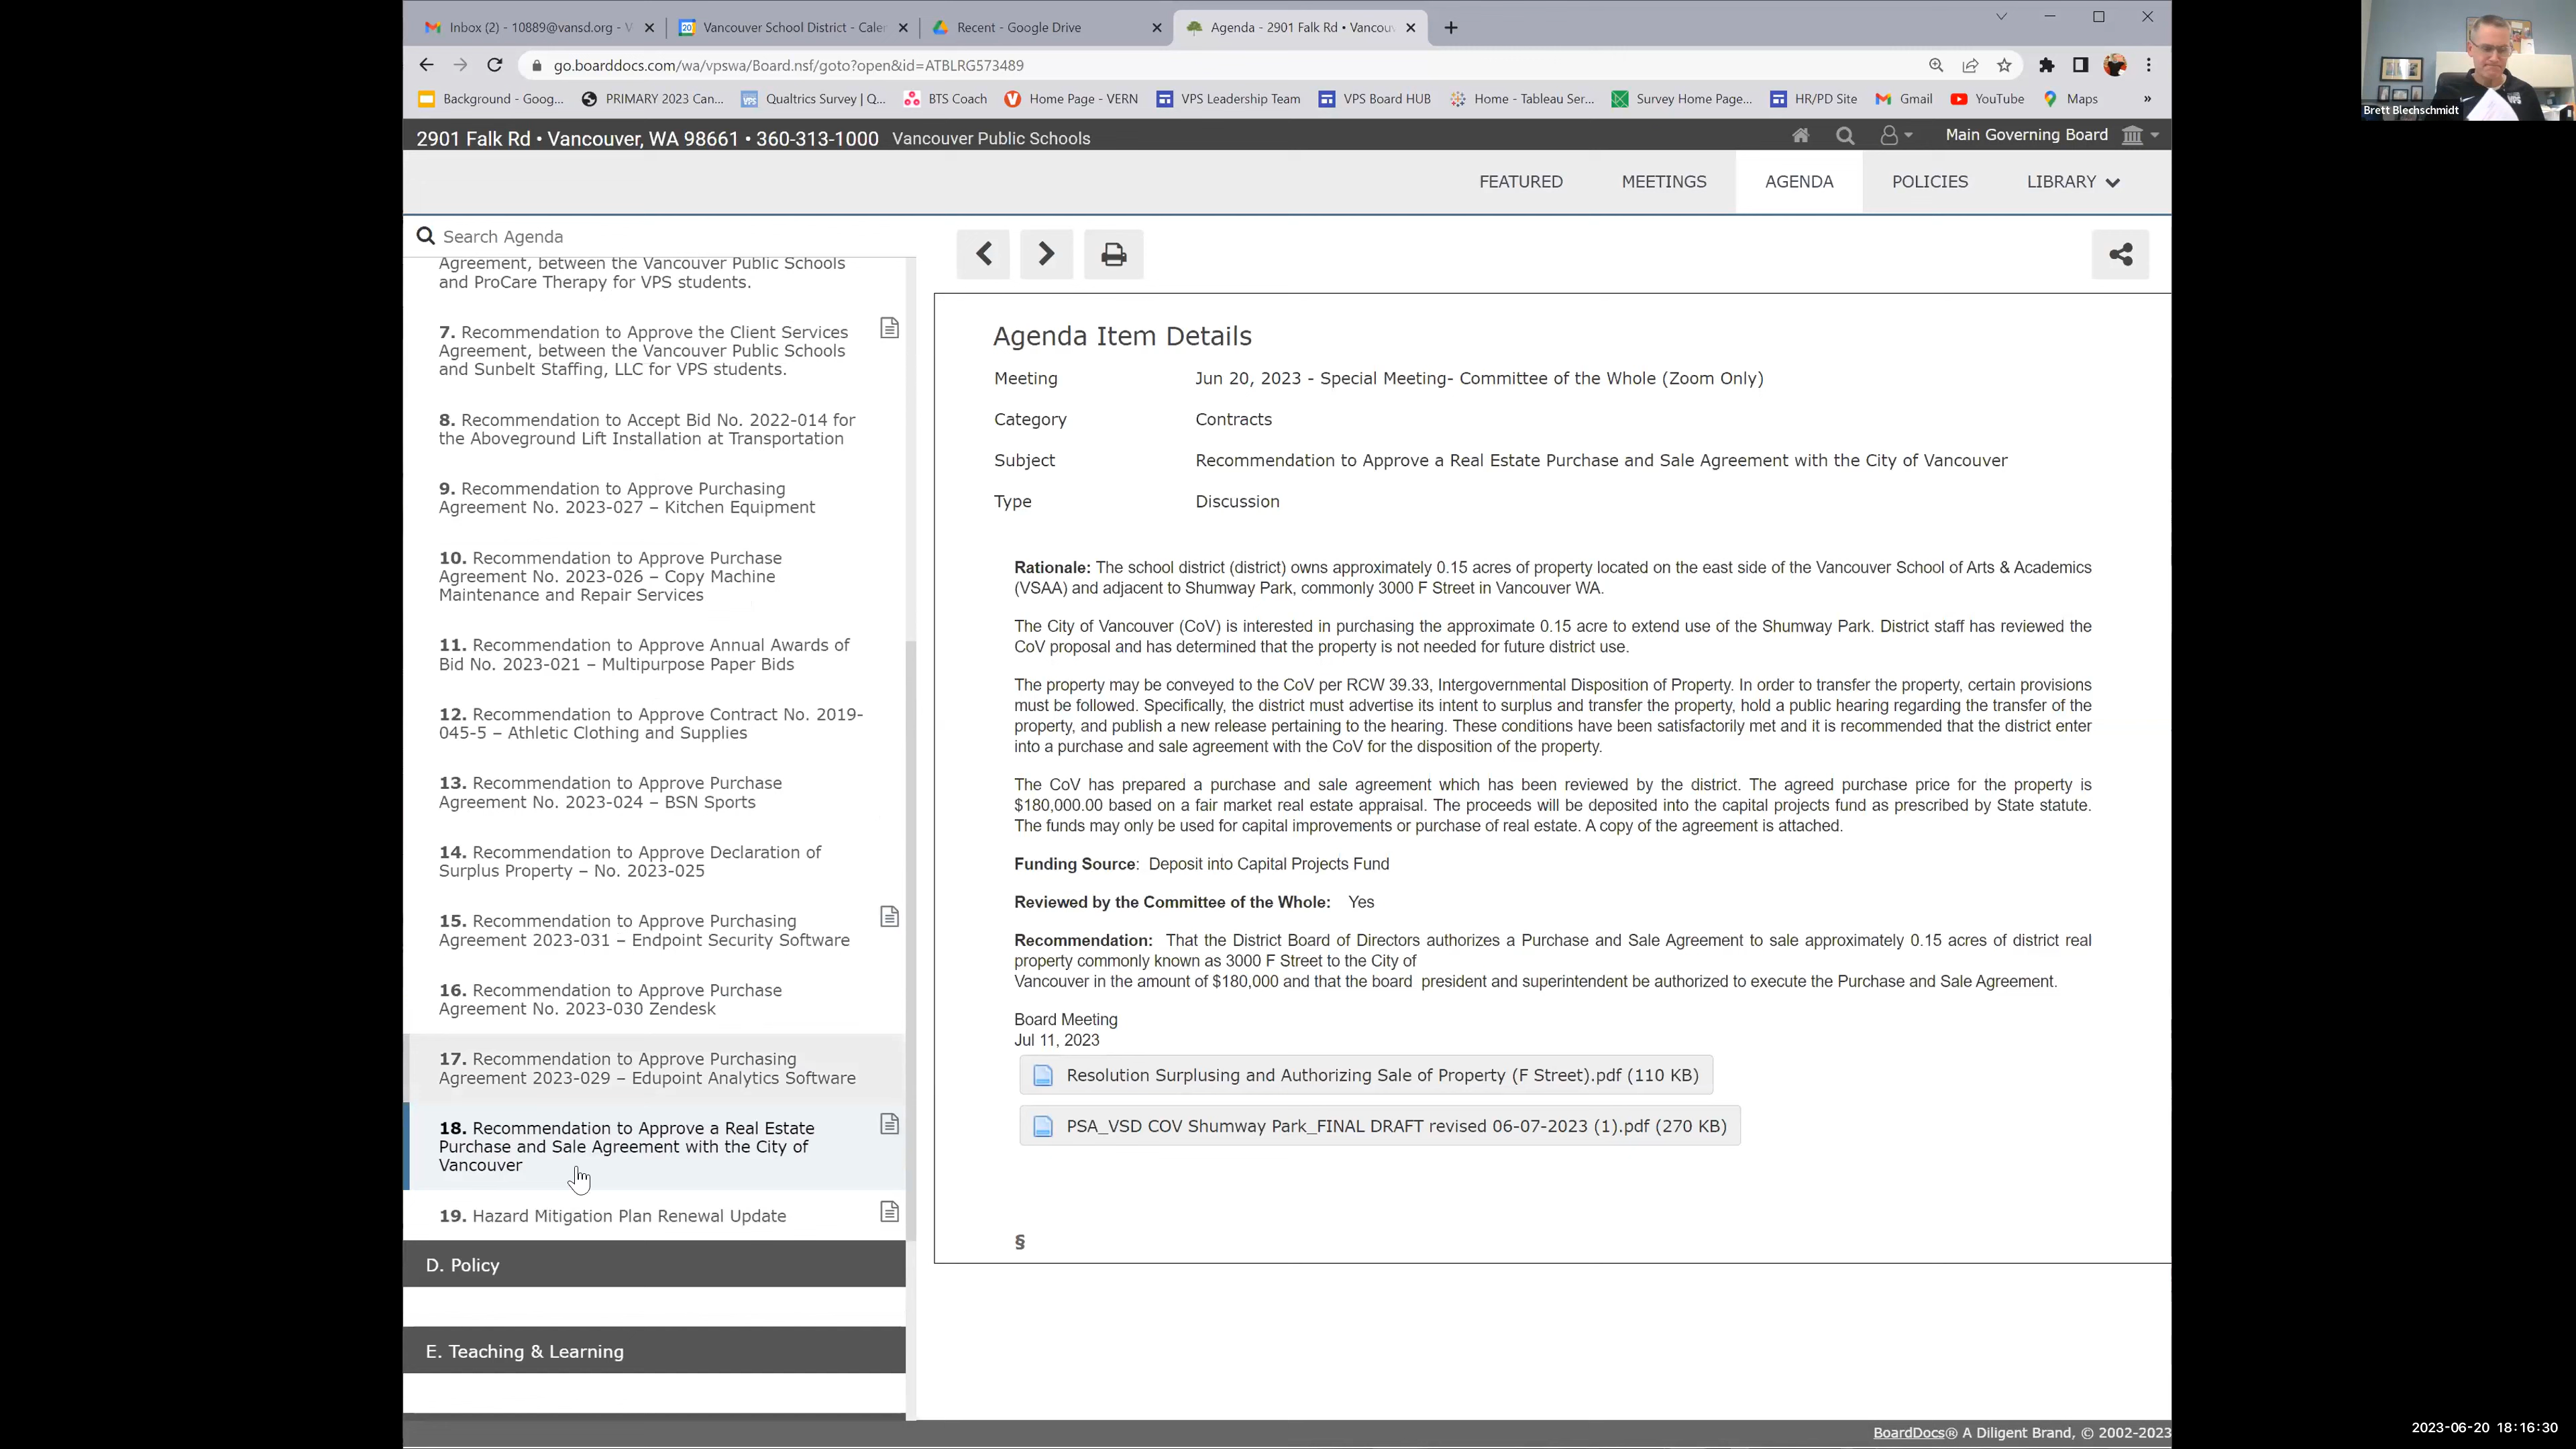 Inbox (2) - 10889@vansd.org - V
Vancouver School District - Caler
Recent - Google Drive
Agenda - 2901 Falk Rd • Vancouv
go.boarddocs.com/wa/vpswa/Board.nsf/goto?open&id=ATBLRG573489
Background - Goog...
PRIMARY 2023 Can...
Qualtrics Survey | Q...
BTS Coach
Home Page - VERN
VPS Leadership Team
VPS Board HUB
Home - Tableau Ser...
Survey Home Page...
HR/PD Site
Gmail
YouTube
Maps
»
Brett Blechschmidt
2901 Falk Rd • Vancouver, WA 98661 • 360-313-1000 Vancouver Public Schools
Main Governing Board
FEATURED
MEETINGS
AGENDA
POLICIES
LIBRARY
Search Agenda
Agreement, between the Vancouver Public Schools
and ProCare Therapy for VPS students.
7. Recommendation to Approve the Client Services
Agreement, between the Vancouver Public Schools
and Sunbelt Staffing, LLC for VPS students.
8. Recommendation to Accept Bid No. 2022-014 for
the Aboveground Lift Installation at Transportation
9. Recommendation to Approve Purchasing
Agreement No. 2023-027 – Kitchen Equipment
10. Recommendation to Approve Purchase
Agreement No. 2023-026 – Copy Machine
Maintenance and Repair Services
11. Recommendation to Approve Annual Awards of
Bid No. 2023-021 – Multipurpose Paper Bids
12. Recommendation to Approve Contract No. 2019-
045-5 – Athletic Clothing and Supplies
13. Recommendation to Approve Purchase
Agreement No. 2023-024 – BSN Sports
14. Recommendation to Approve Declaration of
Surplus Property – No. 2023-025
15. Recommendation to Approve Purchasing
Agreement 2023-031 – Endpoint Security Software
16. Recommendation to Approve Purchase
Agreement No. 2023-030 Zendesk
17. Recommendation to Approve Purchasing
Agreement 2023-029 – Edupoint Analytics Software
18. Recommendation to Approve a Real Estate
Purchase and Sale Agreement with the City of
Vancouver
19. Hazard Mitigation Plan Renewal Update
D. Policy
E. Teaching & Learning
Agenda Item Details
Meeting Jun 20, 2023 - Special Meeting- Committee of the Whole (Zoom Only)
Category Contracts
Subject Recommendation to Approve a Real Estate Purchase and Sale Agreement with the City of Vancouver
Type Discussion
Rationale: The school district (district) owns approximately 0.15 acres of property located on the east side of the Vancouver School of Arts & Academics
(VSAA) and adjacent to Shumway Park, commonly 3000 F Street in Vancouver WA.
The City of Vancouver (CoV) is interested in purchasing the approximate 0.15 acre to extend use of the Shumway Park. District staff has reviewed the
CoV proposal and has determined that the property is not needed for future district use.
The property may be conveyed to the CoV per RCW 39.33, Intergovernmental Disposition of Property. In order to transfer the property, certain provisions
must be followed. Specifically, the district must advertise its intent to surplus and transfer the property, hold a public hearing regarding the transfer of the
property, and publish a new release pertaining to the hearing. These conditions have been satisfactorily met and it is recommended that the district enter
into a purchase and sale agreement with the CoV for the disposition of the property.
The CoV has prepared a purchase and sale agreement which has been reviewed by the district. The agreed purchase price for the property is
$180,000.00 based on a fair market real estate appraisal. The proceeds will be deposited into the capital projects fund as prescribed by State statute.
The funds may only be used for capital improvements or purchase of real estate. A copy of the agreement is attached.
Funding Source: Deposit into Capital Projects Fund
Reviewed by the Committee of the Whole: Yes
Recommendation: That the District Board of Directors authorizes a Purchase and Sale Agreement to sale approximately 0.15 acres of district real
property commonly known as 3000 F Street to the City of
Vancouver in the amount of $180,000 and that the board president and superintendent be authorized to execute the Purchase and Sale Agreement.
Board Meeting
Jul 11, 2023
Resolution Surplusing and Authorizing Sale of Property (F Street).pdf (110 KB)
PSA_VSD COV Shumway Park_FINAL DRAFT revised 06-07-2023 (1).pdf (270 KB)
§
BoardDocs® A Diligent Brand, © 2002-2023
2023-06-20 18:16:30